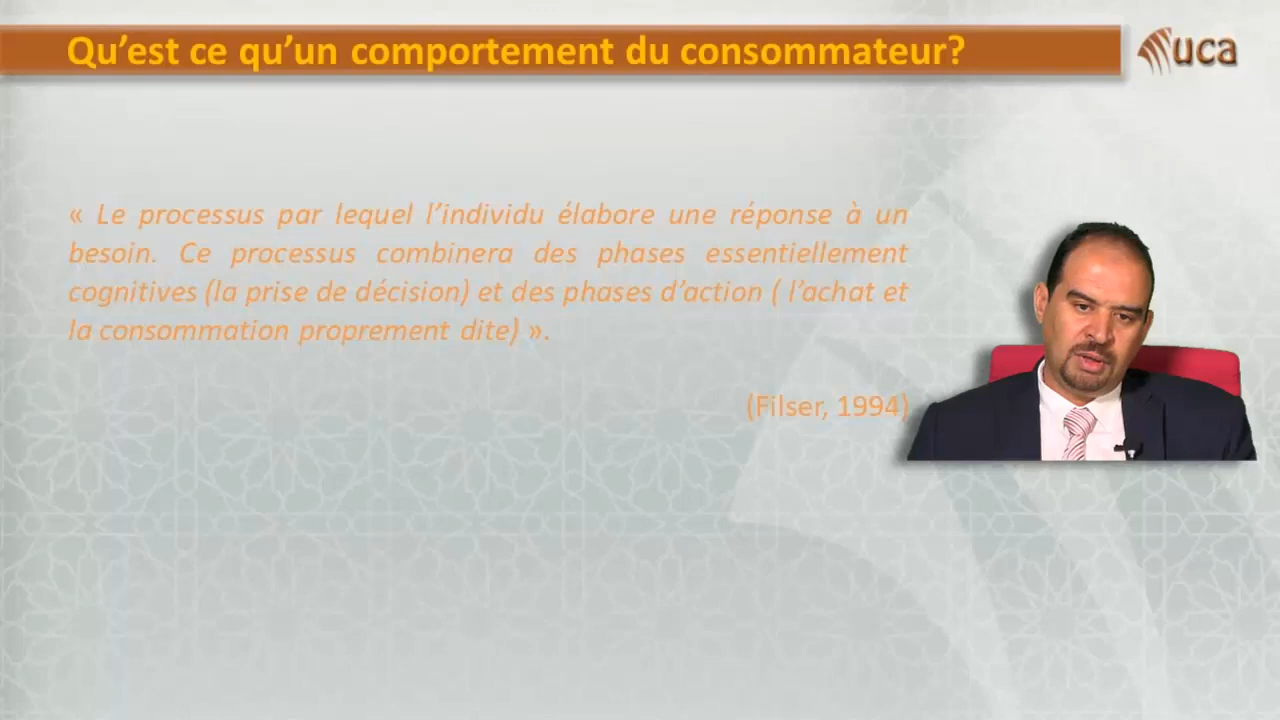 Qu’est ce qu’un comportement du consommateur?
uca
« Le processus par lequel l’individu élabore une réponse à un
besoin. Ce processus combinera des phases essentiellement
cognitives (la prise de décision) et des phases d’action ( l’achat et
la consommation proprement dite) ».
(Filser, 1994)